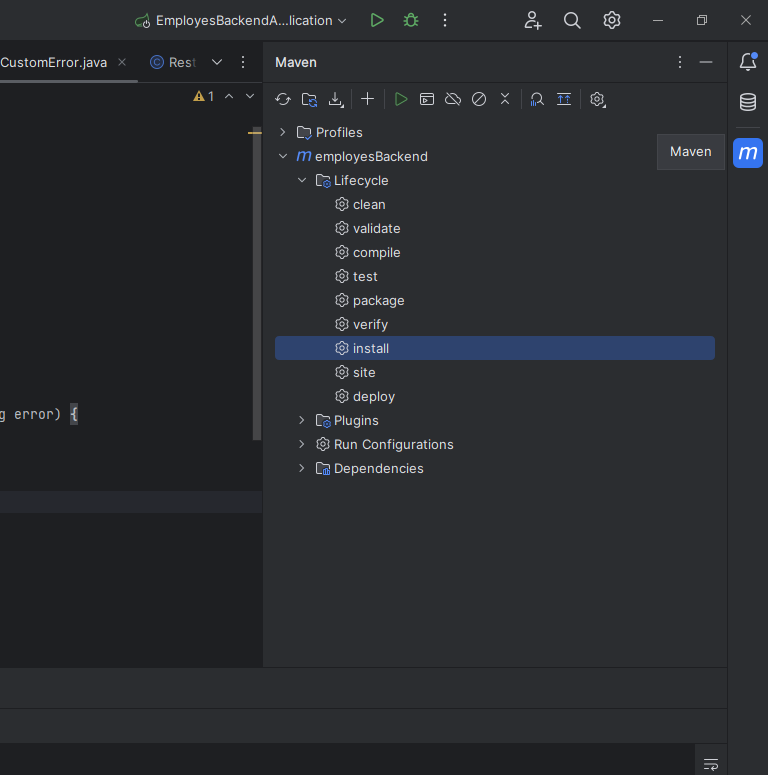 EmployesBackendA...lication
CustomError.java
Rest
Maven
1
Profiles
m employesBackend
Maven
m
Lifecycle
clean
validate
compile
test
package
verify
install
site
deploy
g error) {
Plugins
Run Configurations
Dependencies